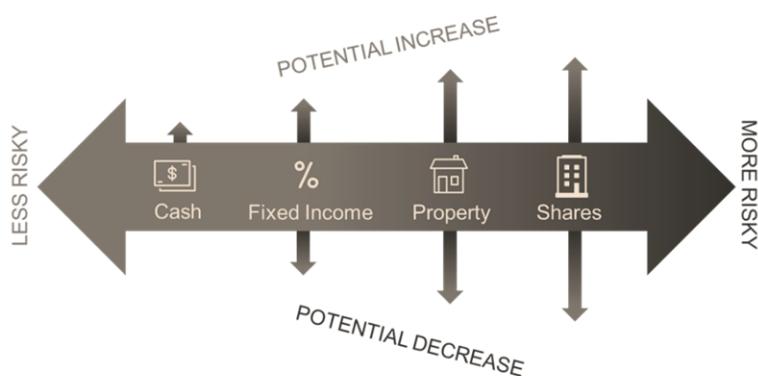 POTENTIAL INCREASE
LESS RISKY
MORE RISKY
$
%
Cash
Fixed Income
Property
Shares
POTENTIAL DECREASE